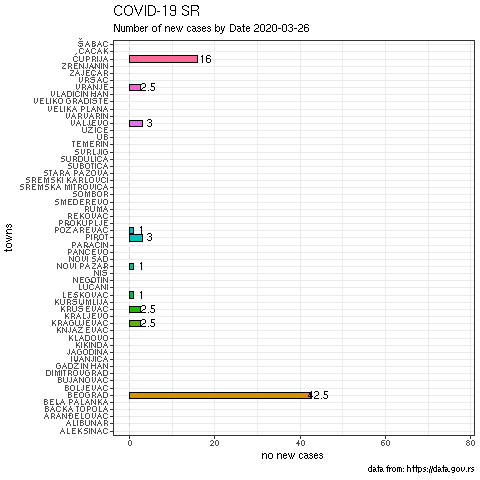 COVID-19 SR
Number of new cases by Date 2020-03-26
ŠABAC
ČAČAK
ĆUPRIJA
ZRENJANIN
ZAJEČAR
VRŠAC
VRANJE
VLADIČIN HAN
VELIKO GRADIŠTE
VELIKA PLANA
VARVARIN
VALJEVO
UŽICE
UB
TEMERIN
SVRLJIG
SURDULICA
SUBOTICA
STARA PAZOVA
SREMSKI KARLOVCI
SREMSKA MITROVICA
SOMBOR
SMEDEREVO
RUMA
REKOVAC
PROKUPLJE
POŽAREVAC
PIROT
PARAĆIN
PANČEVO
NOVI SAD
NOVI PAZAR
NIŠ
NEGOTIN
LUČANI
LESKOVAC
KURŠUMLIJA
KRUŠEVAC
KRALJEVO
KRAGUJEVAC
KNJAŽEVAC
KLADOVO
KIKINDA
JAGODINA
IVANJICA
GADŽIN HAN
DIMITROVGRAD
BUJANOVAC
BOLJEVAC
BEOGRAD
BELA PALANKA
BAČKA TOPOLA
ARANĐELOVAC
ALIBUNAR
ALEKSINAC
16
2.5
3
1
3
1
1
2.5
2.5
42.5
0
20
40
60
80
towns
no new cases
data from: https://data.gov.rs